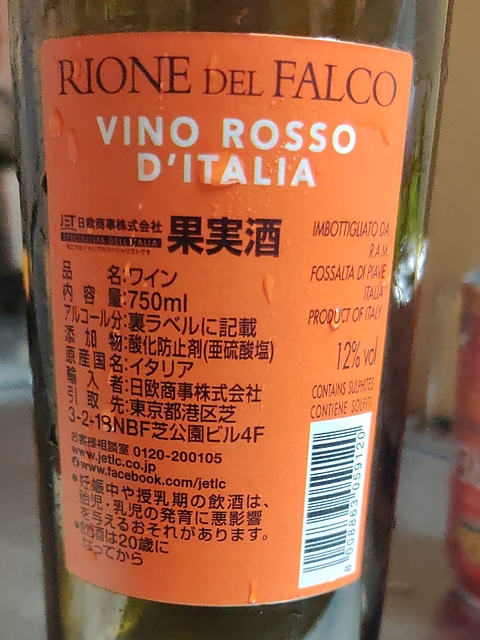 RIONE DEL FALCO
VINO ROSSO
D'ITALIA
JET 日欧商事株式会社
SPECIALISTA DELL'ITALIA
果実酒
品 名:ワイン
内 容 量:750ml
アルコール分:裏ラベルに記載
添 加 物:酸化防止剤(亜硫酸塩)
原産国名:イタリア
輸 入 者:日欧商事株式会社
引 取 先:東京都港区芝
3-2-18NBF芝公園ビル4F
お客様相談室 0120-200105
www.jetlc.co.jp
www.facebook.com/jetlc
•妊娠中や授乳期の飲酒は、
胎児・乳児の発育に悪影響
を与えるおそれがあります。
•飲酒は20歳に
なってから
IMBOTTIGLIATO DA
R.A.M.
FOSSALTA DI PIAVE
ITALIA
PRODUCT OF ITALY
12% vol
CONTAINS SULPHITES
CONTIENE SOLFITI
8 008863 059120